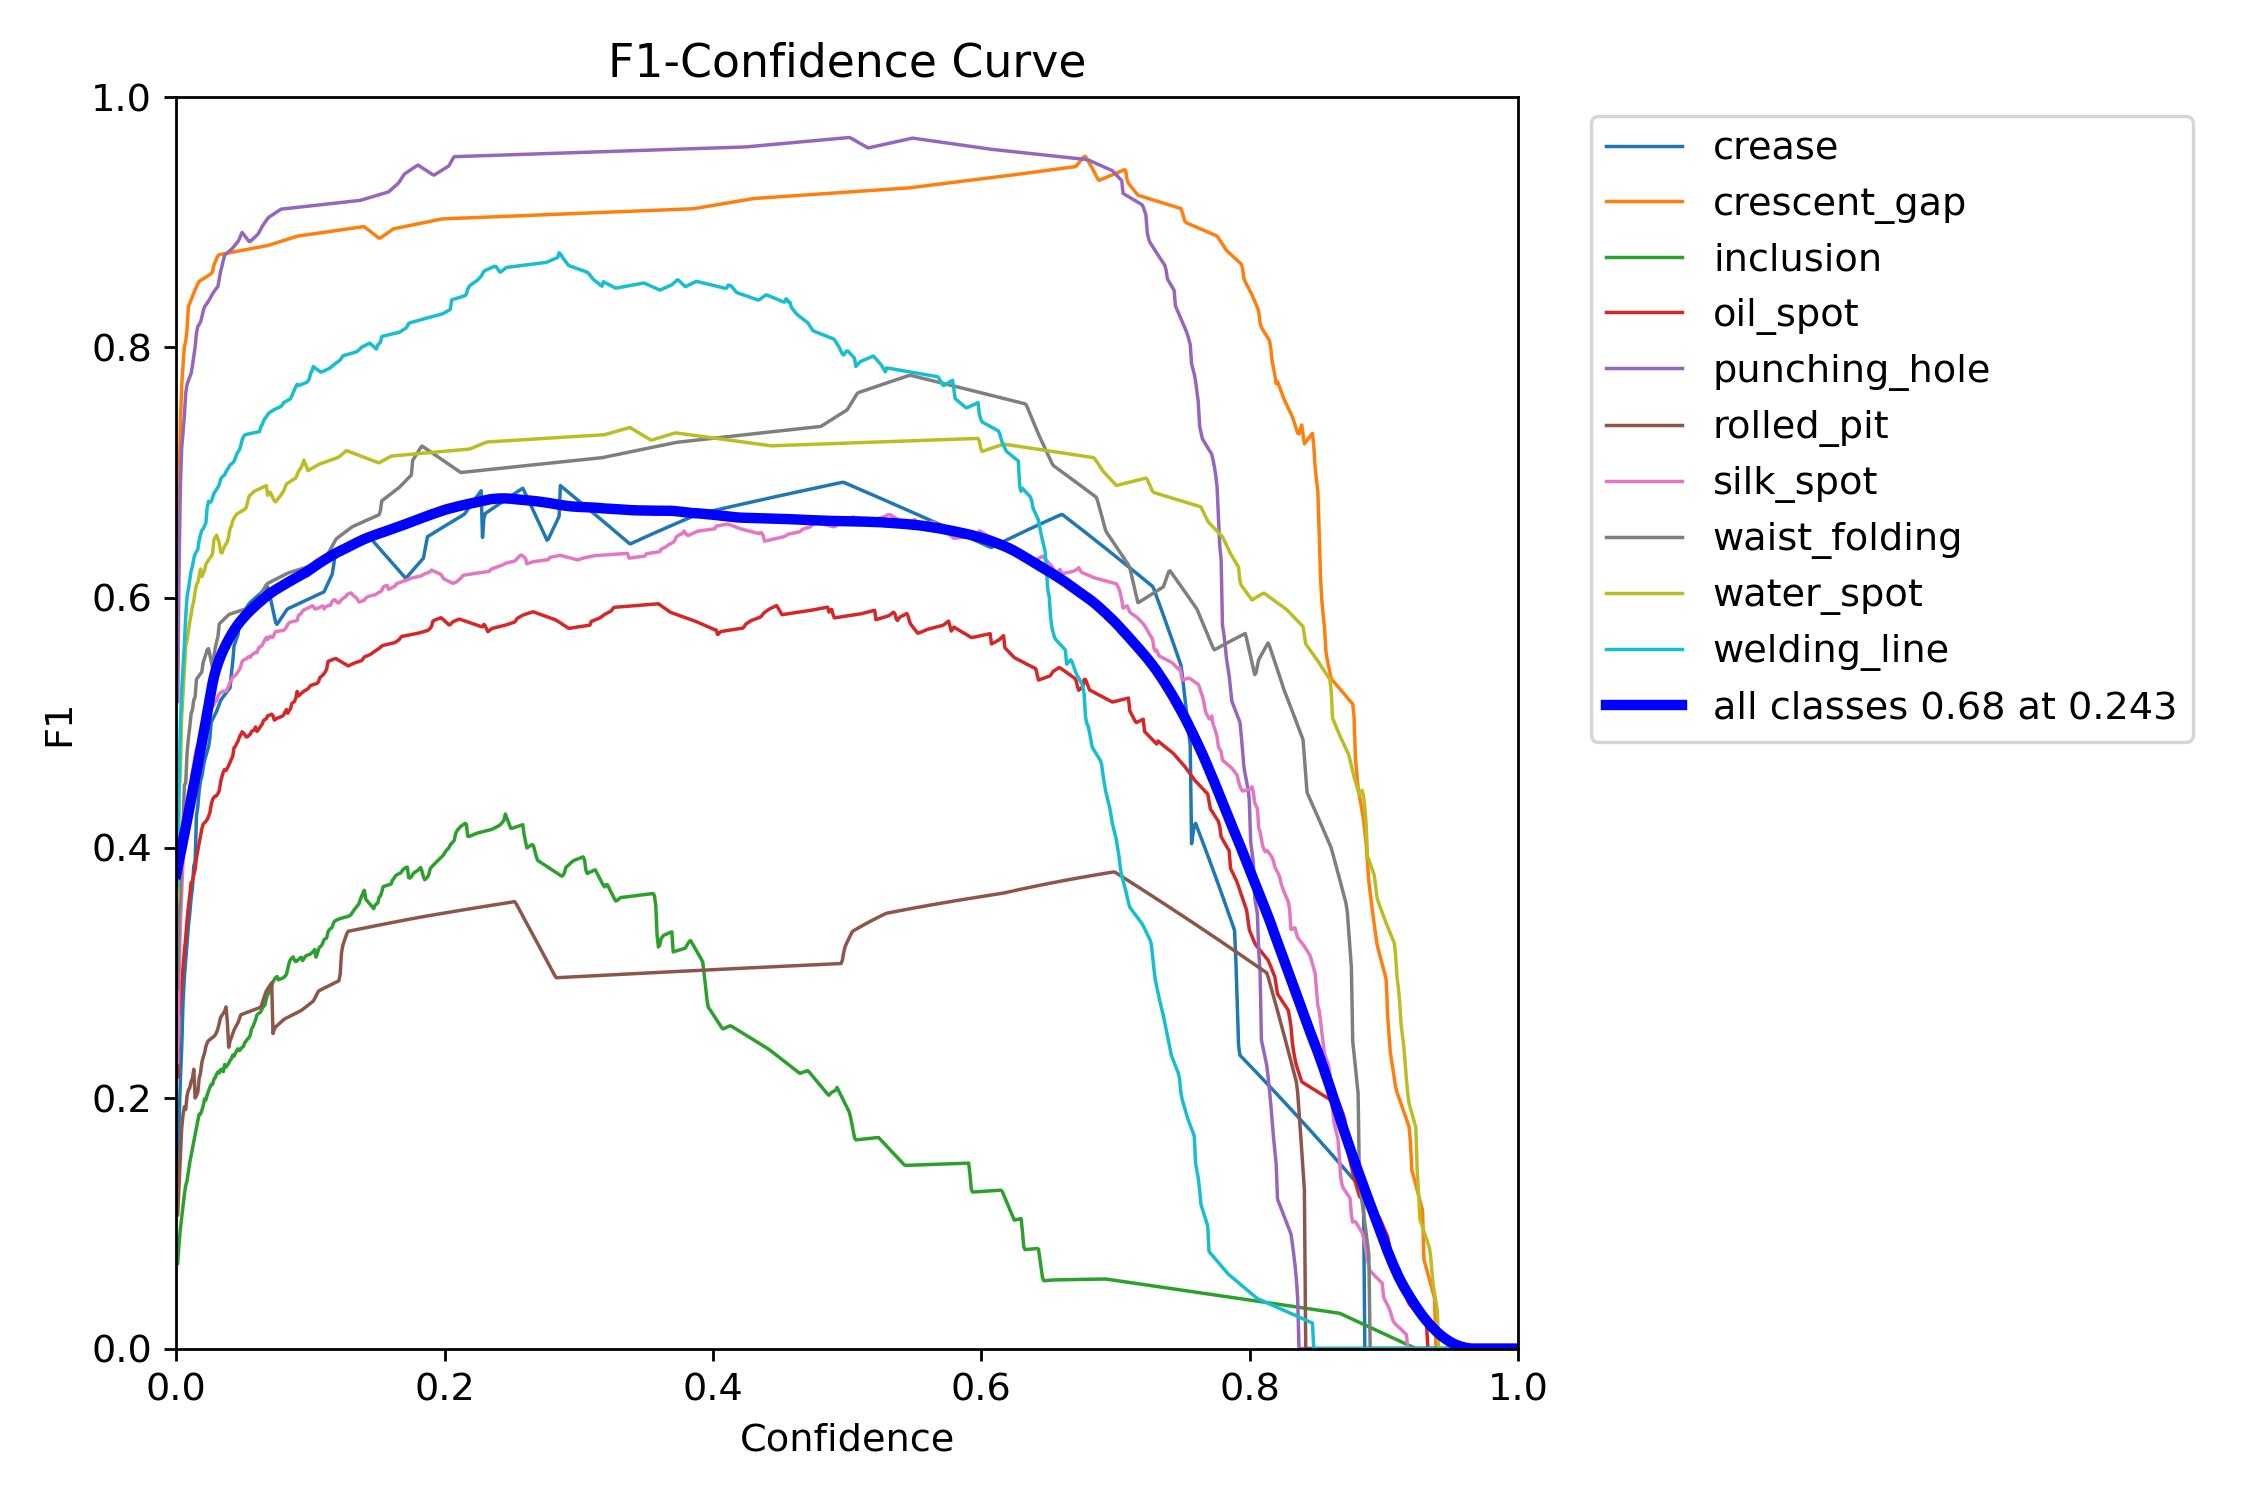 F1-Confidence Curve
1.0
0.8
0.6
0.4
0.2
0.0
F1
0.0 0.2 0.4 0.6 0.8 1.0
Confidence
crease
crescent_gap
inclusion
oil_spot
punching_hole
rolled_pit
silk_spot
waist_folding
water_spot
welding_line
all classes 0.68 at 0.243